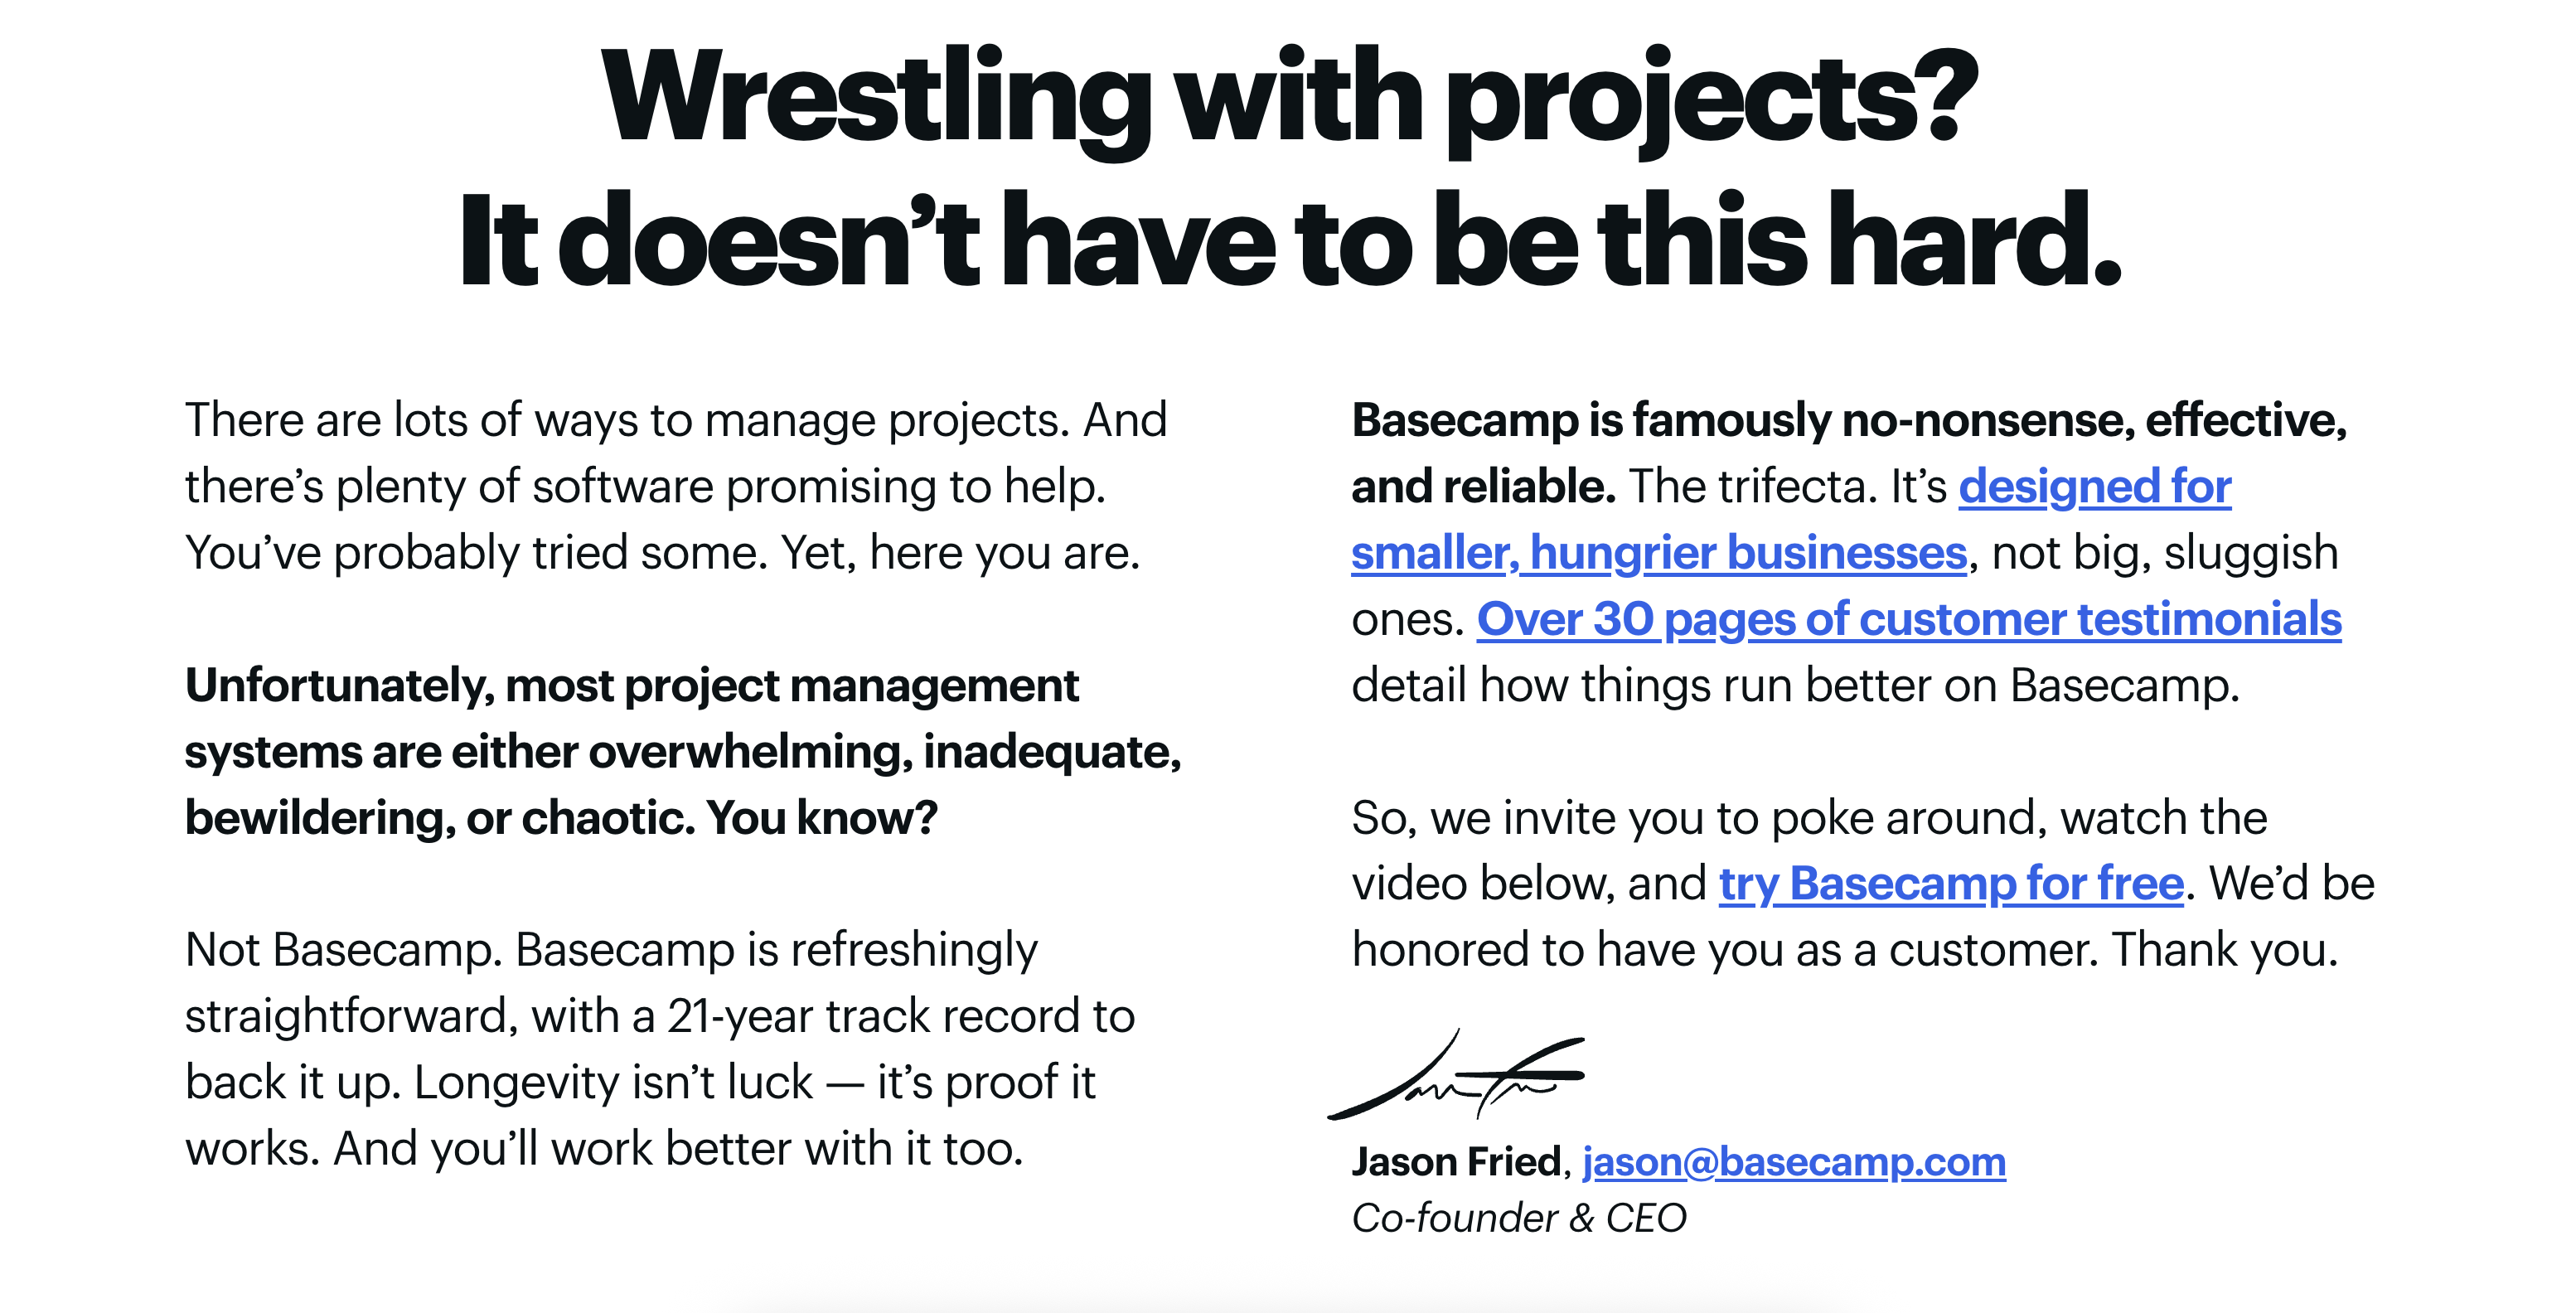 Wrestling with projects?
It doesn’t have to be this hard.
There are lots of ways to manage projects. And
there’s plenty of software promising to help.
You’ve probably tried some. Yet, here you are.
Unfortunately, most project management
systems are either overwhelming, inadequate,
bewildering, or chaotic. You know?
Not Basecamp. Basecamp is refreshingly
straightforward, with a 21-year track record to
back it up. Longevity isn’t luck — it’s proof it
works. And you’ll work better with it too.
Basecamp is famously no-nonsense, effective,
and reliable. The trifecta. It’s designed for
smaller, hungrier businesses, not big, sluggish
ones. Over 30 pages of customer testimonials
detail how things run better on Basecamp.
So, we invite you to poke around, watch the
video below, and try Basecamp for free. We’d be
honored to have you as a customer. Thank you.
Jason Fried, jason@basecamp.com
Co-founder & CEO